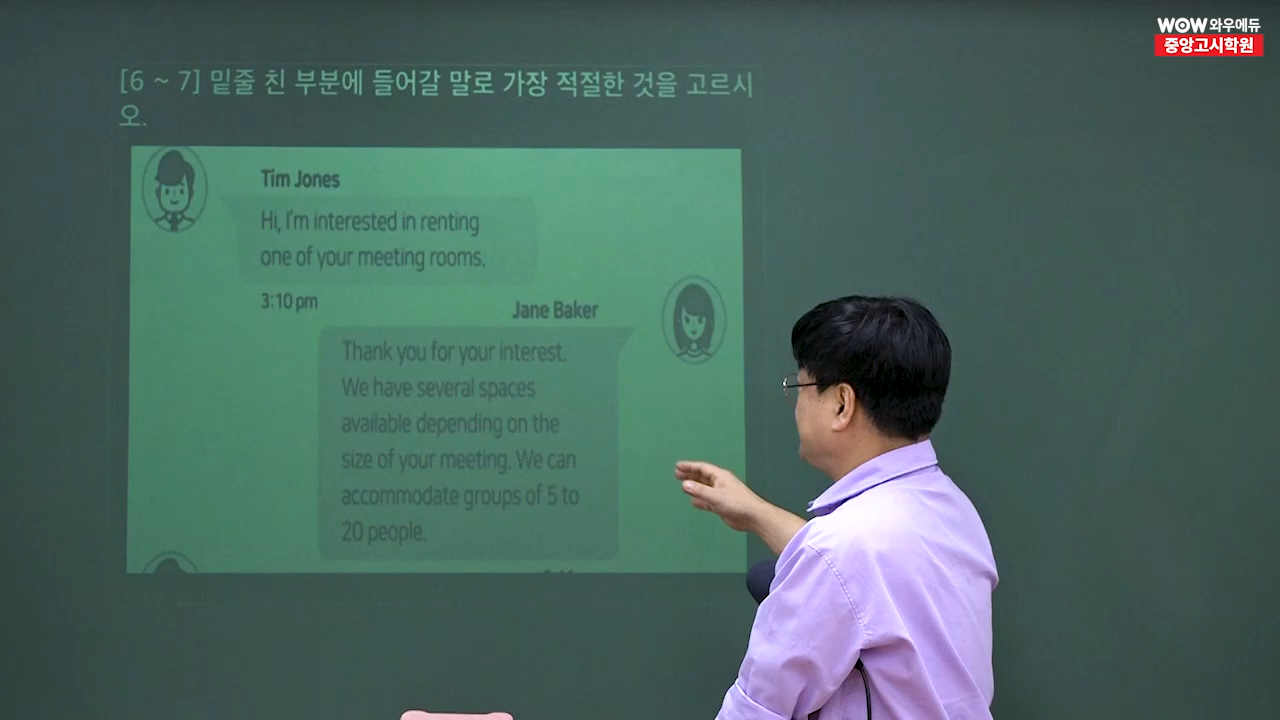 WOW 와우에듀
중앙고시학원
[6 ~ 7] 밑줄 친 부분에 들어갈 말로 가장 적절한 것을 고르시
오.
Tim Jones
Hi, I'm interested in renting
one of your meeting rooms.
3:10 pm
Jane Baker
Thank you for your interest.
We have several spaces
available depending on the
size of your meeting. We can
accommodate groups of 5 to
20 people.